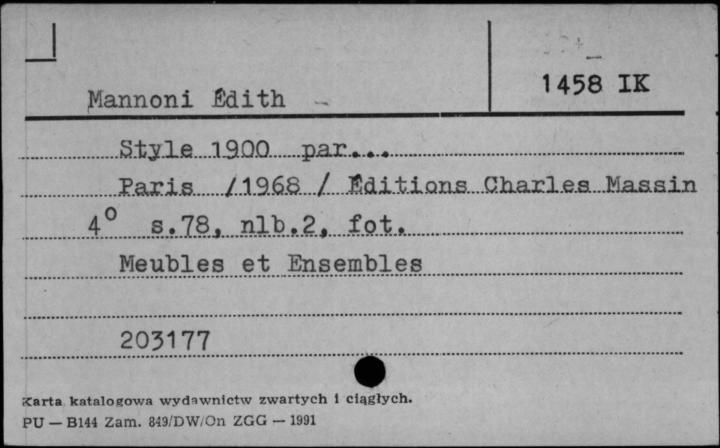 1458 IK
Mannoni Édith -
Style 1900 par...
Paris /1968 / Éditions Charles Massin
4° s.78, nlb.2, fot.
Meubles et Ensembles
203177
Karta katalogowa wydawnictw zwartych i ciągłych.
PU — B144 Zam. 849/DW/On ZGG — 1991